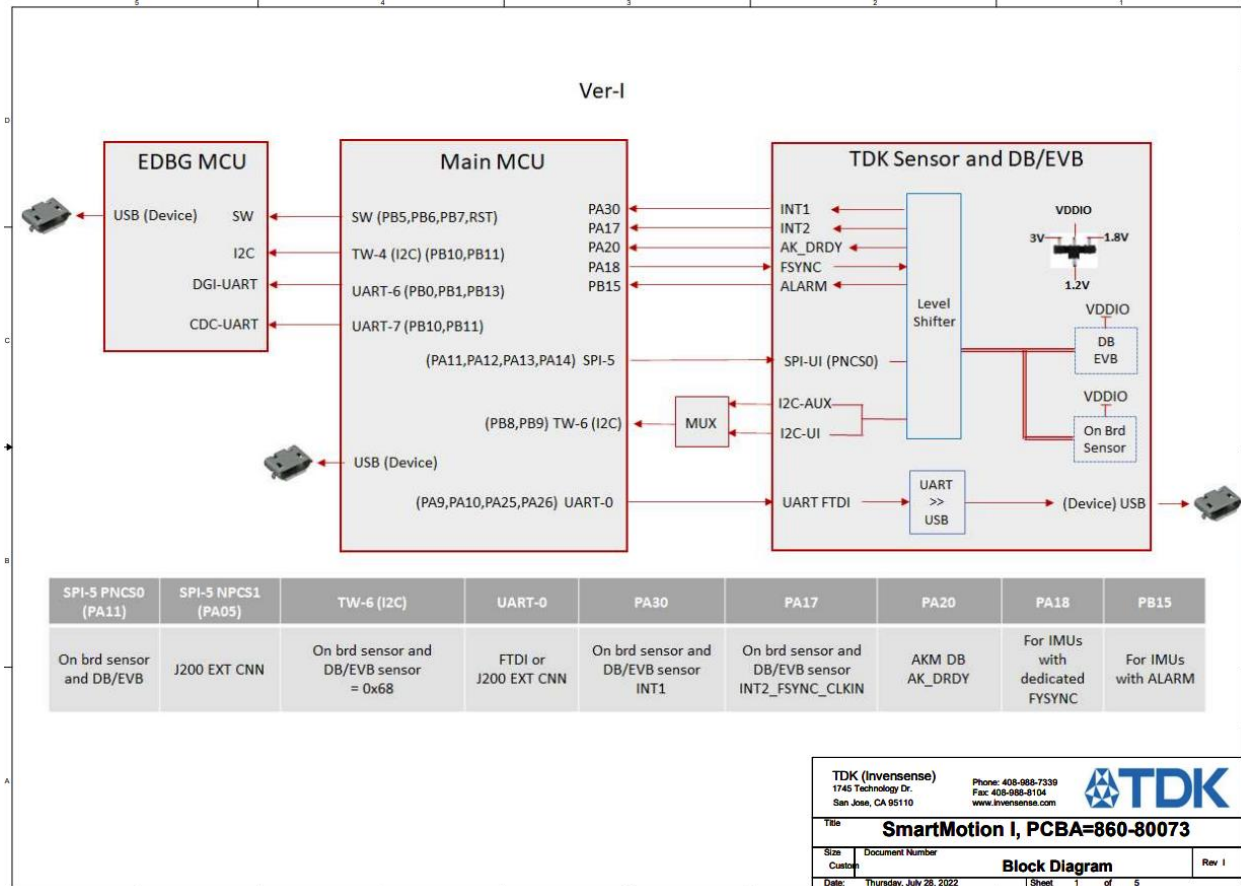 5 4 3 2 1
D
C
B
A
Ver-I
EDBG MCU
USB (Device) SW
I2C
DGI-UART
CDC-UART
Main MCU
SW (PB5,PB6,PB7,RST)
TW-4 (I2C) (PB10,PB11)
UART-6 (PB0,PB1,PB13)
UART-7 (PB10,PB11)
PA30
PA17
PA20
PA18
PB15
(PA11,PA12,PA13,PA14) SPI-5
(PB8,PB9) TW-6 (I2C)
USB (Device)
(PA9,PA10,PA25,PA26) UART-0
MUX
TDK Sensor and DB/EVB
INT1
INT2
AK_DRDY
FSYNC
ALARM
SPI-UI (PNCS0)
I2C-AUX
I2C-UI
UART FTDI
Level
Shifter
UART
>>
USB
VDDIO
3V 1.8V
1.2V
VDDIO
DB
EVB
VDDIO
On Brd
Sensor
(Device) USB
SPI-5 PNCS0
(PA11)
SPI-5 NPCS1
(PA05)
TW-6 (I2C)
UART-0
PA30
PA17
PA20
PA18
PB15
On brd sensor
and DB/EVB
J200 EXT CNN
On brd sensor and
DB/EVB sensor
= 0x68
FTDI or
J200 EXT CNN
On brd sensor and
DB/EVB sensor
INT1
On brd sensor and
DB/EVB sensor
INT2_FSYNC_CLKIN
AKM DB
AK_DRDY
For IMUs
with
dedicated
FYSYNC
For IMUs
with ALARM
TDK (Invensense)
1745 Technology Dr.
San Jose, CA 95110
Phone: 408-988-7339
Fax: 408-988-8104
www.invensense.com
TDK
Title
SmartMotion I, PCBA=860-80073
Size
Custom
Document Number
Block Diagram
Rev I
Date: Thursday, July 28, 2022
Sheet 1 of 5